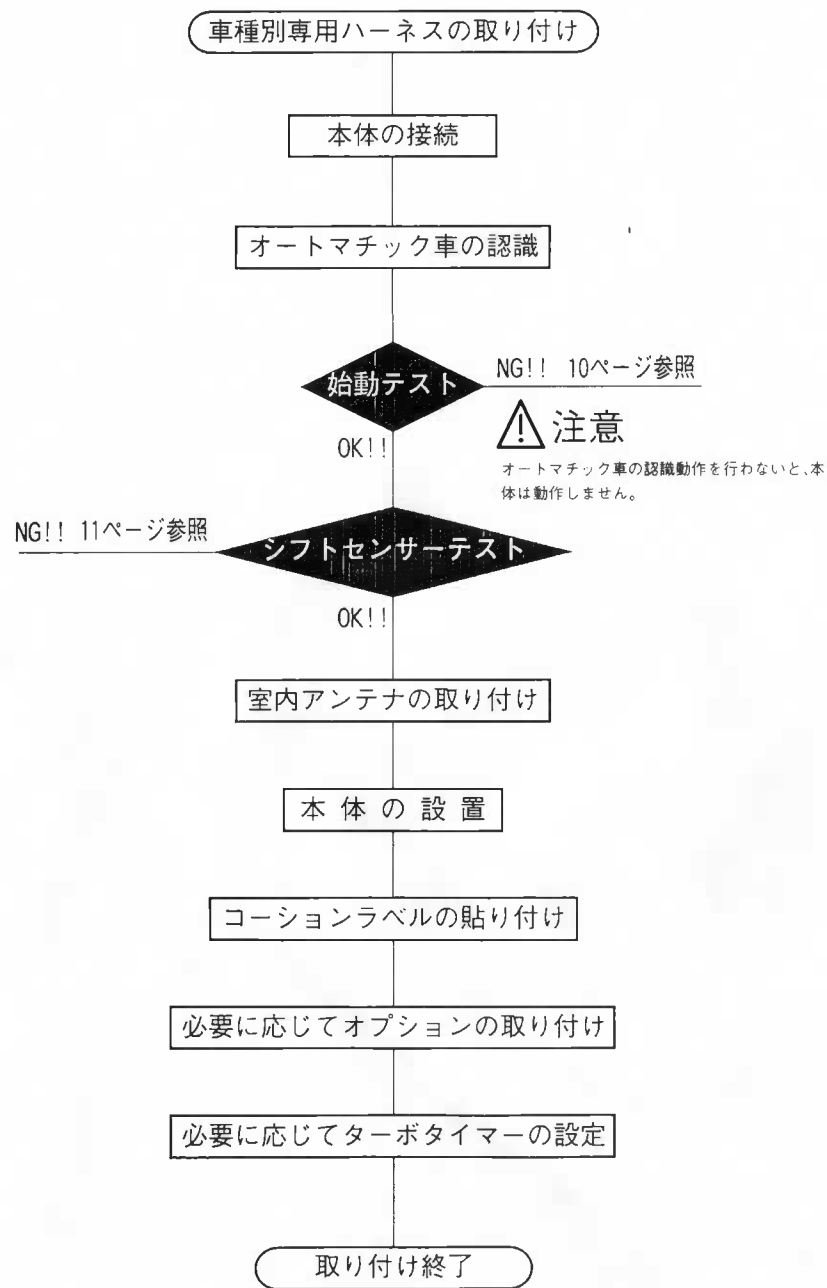 車種別専用ハーネスの取り付け
本体の接続
オートマチック車の認識
始動テスト
NG!! 10ページ参照
OK!!
注意
オートマチック車の認識動作を行わないと、本
体は動作しません。
NG!! 11ページ参照
シフトセンサーテスト
OK!!
室内アンテナの取り付け
本体の設置
コーションラベルの貼り付け
必要に応じてオプションの取り付け
必要に応じてターボタイマーの設定
取り付け終了